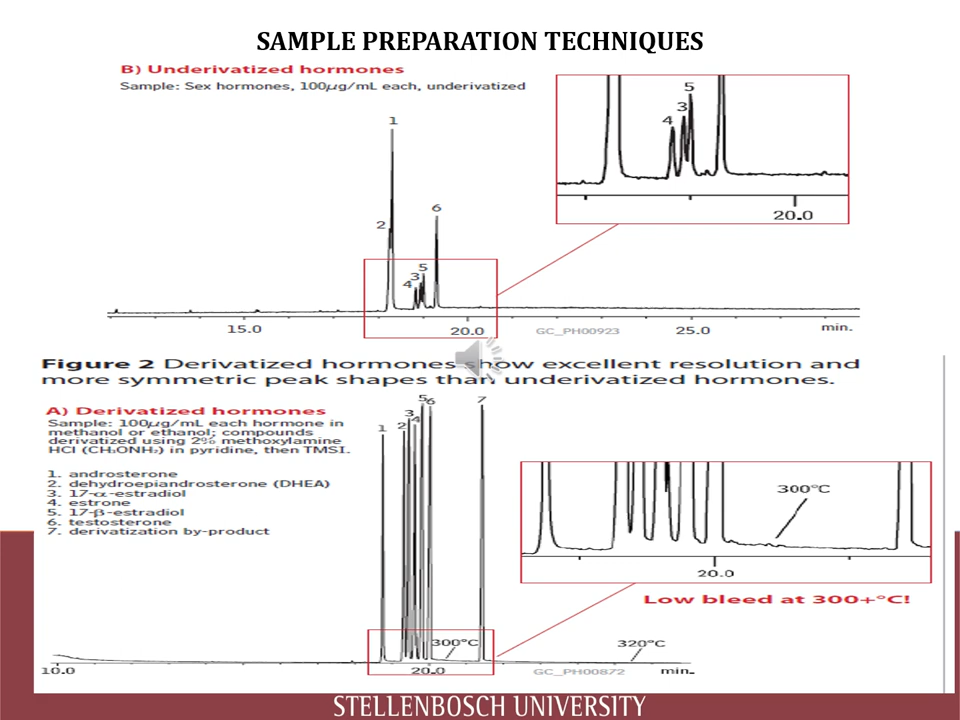 SAMPLE PREPARATION TECHNIQUES
B) Underivatized hormones
Sample: Sex hormones, 100µg/mL each, underivatized
1
2
3
4
5
6
15.0
20.0
GC_PH00923
25.0
min.
5
3
4
20.0
Figure 2 Derivatized hormones show excellent resolution and
more symmetric peak shapes than underivatized hormones.
A) Derivatized hormones
Sample: 100µg/mL each hormone in
methanol or ethanol; compounds
derivatized using 2% methoxylamine
HCl (CH₃ONH₂) in pyridine, then TMSI.
1. androsterone
2. dehydroepiandrosterone (DHEA)
3. 17-α-estradiol
4. estrone
5. 17-β-estradiol
6. testosterone
7. derivatization by-product
1
2
3
4
5
6
7
300°C
320°C
10.0
20.0
GC_PH00872
min.
300°C
20.0
Low bleed at 300+°C!
STELLENBOSCH UNIVERSITY